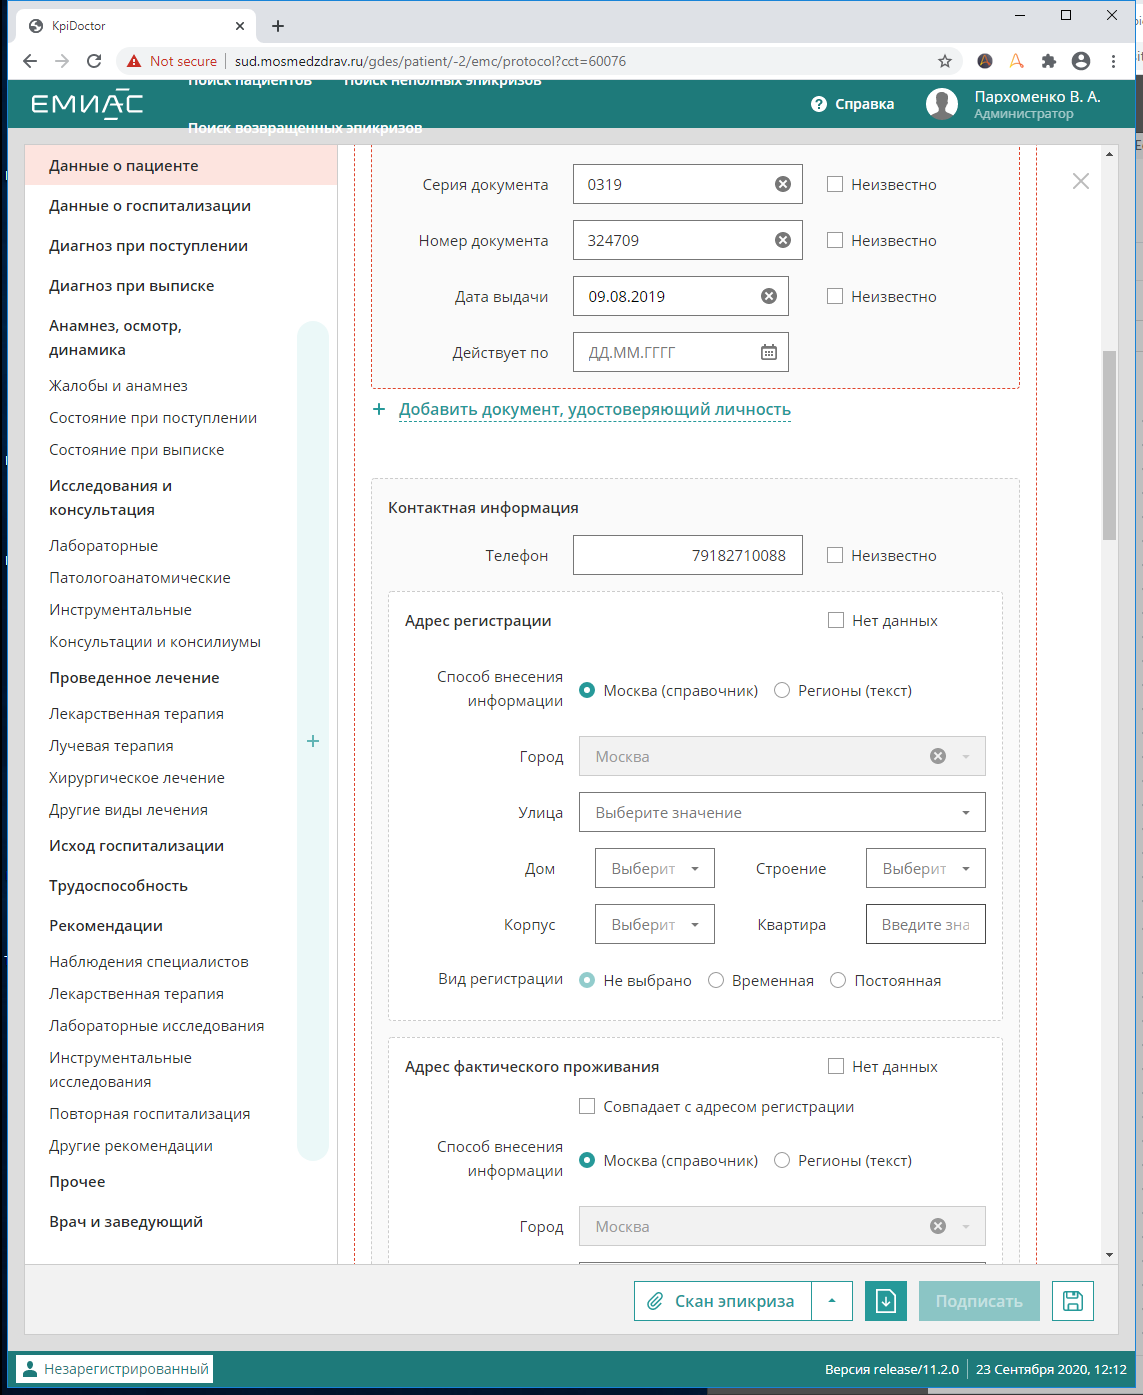 KpiDoctor
Not secure
sud.mosmedzdrav.ru/gdes/patient/-2/emc/protocol?cct=60076
Поиск пациентов Поиск неполных эпикризов
ЕМИАС
Справка
Пархоменко В. А.
Администратор
Поиск возвращенных эпикризов
Данные о пациенте
Данные о госпитализации
Диагноз при поступлении
Диагноз при выписке
Анамнез, осмотр,
динамика
Жалобы и анамнез
Состояние при поступлении
Состояние при выписке
Исследования и
консультация
Лабораторные
Патологоанатомические
Инструментальные
Консультации и консилиумы
Проведенное лечение
Лекарственная терапия
Лучевая терапия
Хирургическое лечение
Другие виды лечения
Исход госпитализации
Трудоспособность
Рекомендации
Наблюдения специалистов
Лекарственная терапия
Лабораторные исследования
Инструментальные
исследования
Повторная госпитализация
Другие рекомендации
Прочее
Врач и заведующий
Серия документа 0319 Неизвестно
Номер документа 324709 Неизвестно
Дата выдачи 09.08.2019 Неизвестно
Действует по ДД.ММ.ГГГГ
+ Добавить документ, удостоверяющий личность
Контактная информация
Телефон 79182710088 Неизвестно
Адрес регистрации Нет данных
Способ внесения
информации Москва (справочник) Регионы (текст)
Город Москва
Улица Выберите значение
Дом Выберит Строение Выберит
Корпус Выберит Квартира Введите зна
Вид регистрации Не выбрано Временная Постоянная
Адрес фактического проживания Нет данных
Совпадает с адресом регистрации
Способ внесения
информации Москва (справочник) Регионы (текст)
Город Москва
Скан эпикриза Подписать
Незарегистрированный
Версия release/11.2.0 23 Сентября 2020, 12:12